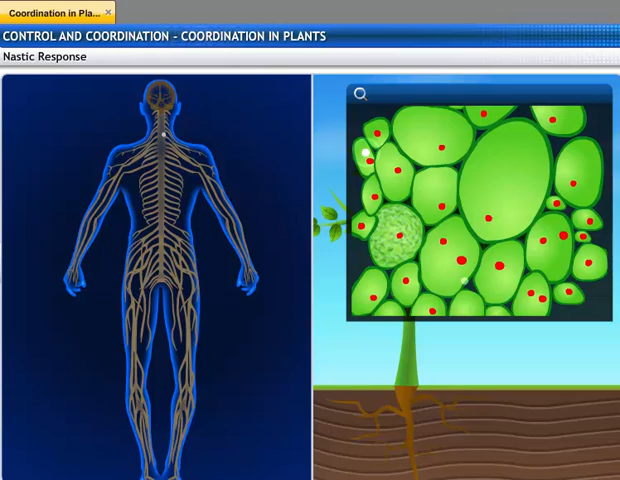 Coordination in Pla...
CONTROL AND COORDINATION - COORDINATION IN PLANTS
Nastic Response